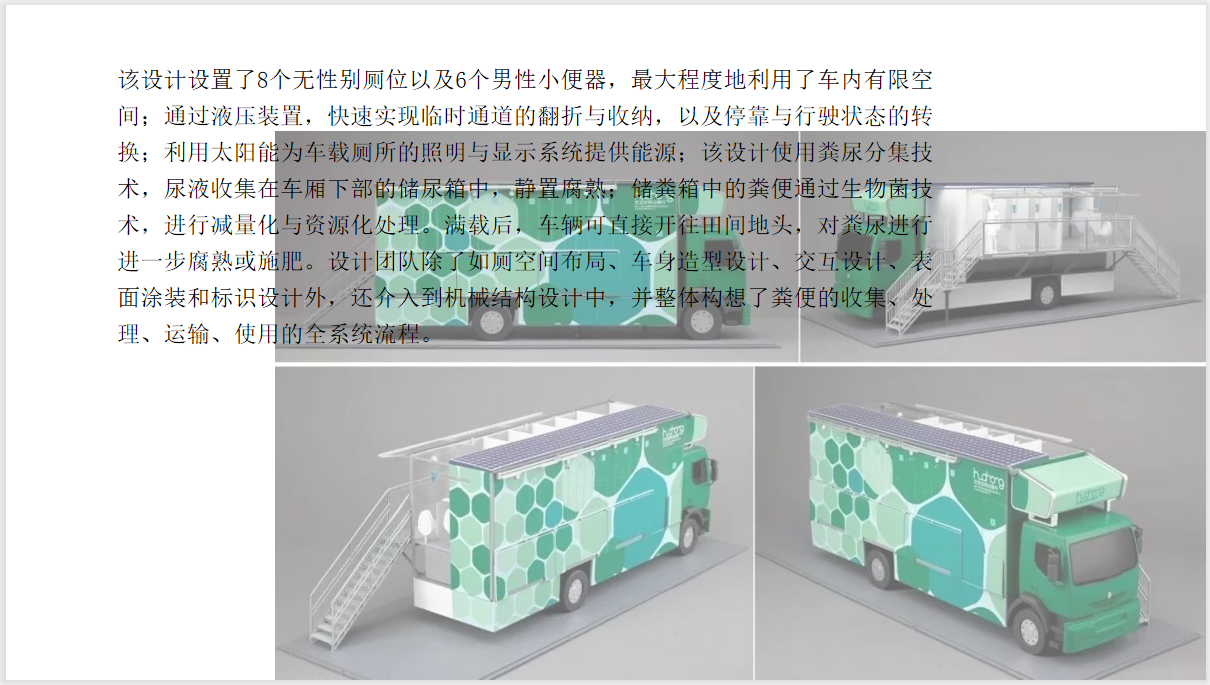 该设计设置了8个无性别厕位以及6个男性小便器，最大程度地利用了车内有限空
间；通过液压装置，快速实现临时通道的翻折与收纳，以及停靠与行驶状态的转
换；利用太阳能为车载厕所的照明与显示系统提供能源；该设计使用粪尿分集技
术，尿液收集在车厢下部的储尿箱中，静置腐熟；储粪箱中的粪便通过生物菌技
术，进行减量化与资源化处理。满载后，车辆可直接开往田间地头，对粪尿进行
进一步腐熟或施肥。设计团队除了如厕空间布局、车身造型设计、交互设计、表
面涂装和标识设计外，还介入到机械结构设计中，并整体构想了粪便的收集、处
理、运输、使用的全系统流程。